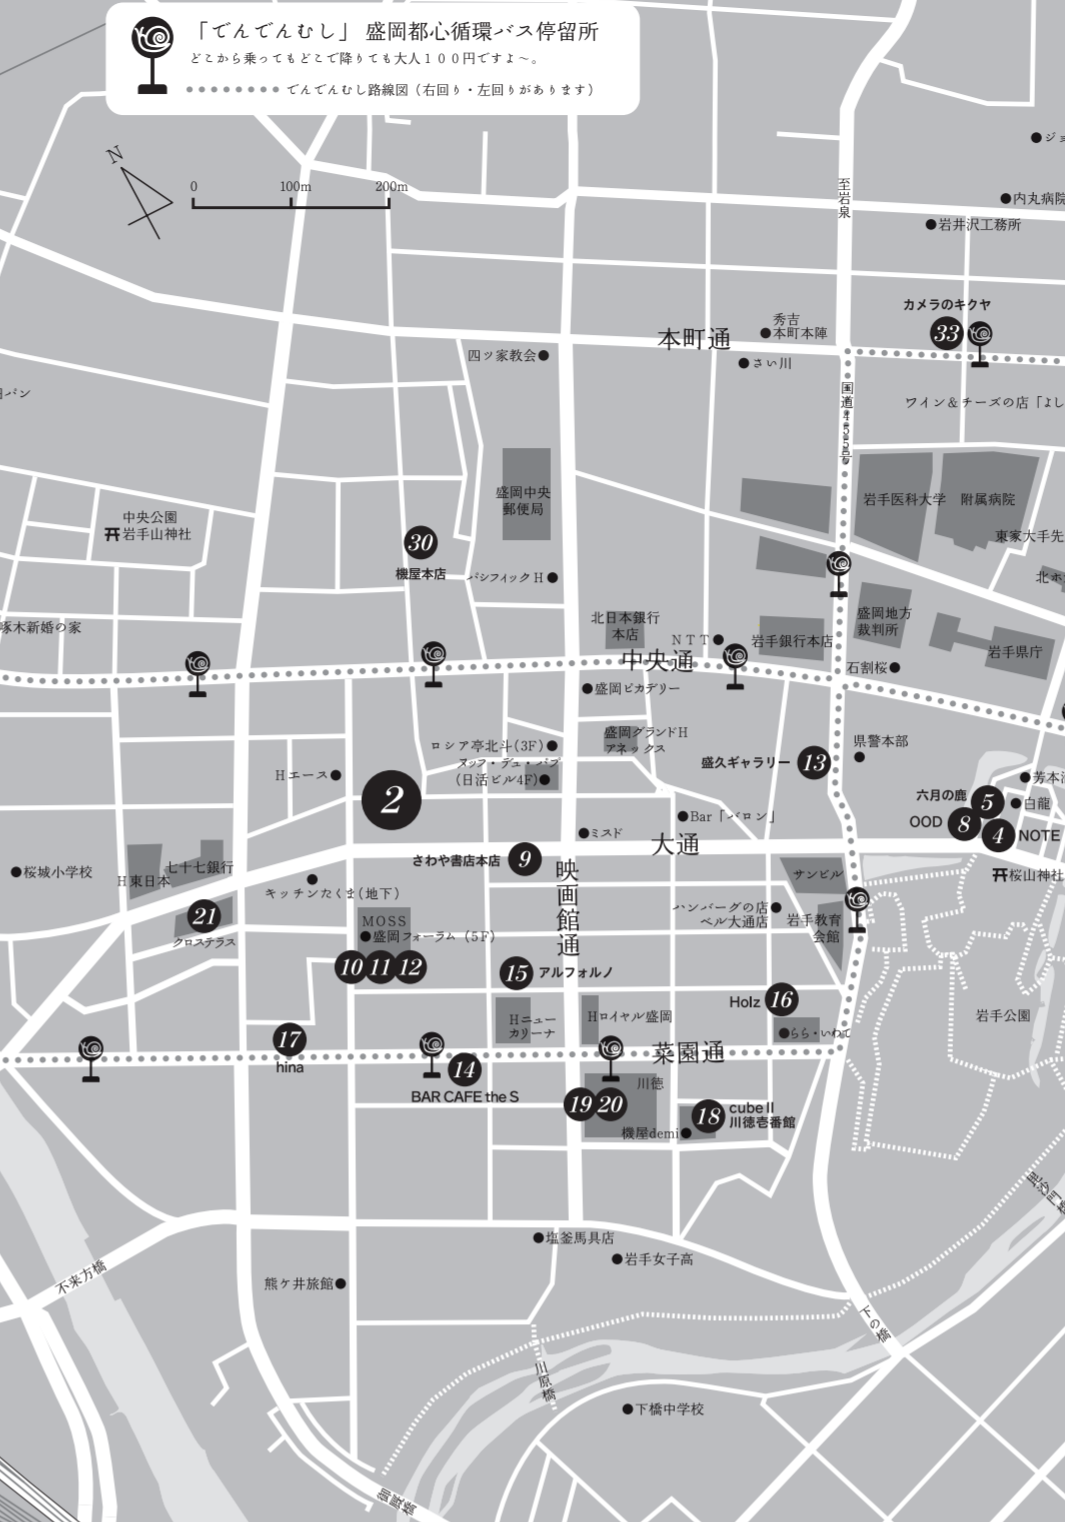 「でんでんむし」 盛岡都心循環バス停留所
どこから乗ってもどこで降りても大人１００円ですよ～。
でんでんむし路線図（右回り・左回りがあります）
N
0
100m
200m
至岩泉
内丸病院
岩井沢工務所
カメラのキクヤ
33
秀吉
本町本陣
本町通
さい川
四ツ家教会
国道455号
ワイン＆チーズの店「よし
盛岡中央
郵便局
岩手医科大学
附属病院
中央公園
岩手山神社
東家大手先
30
機屋本店
パシフィックＨ
啄木新婚の家
北日本銀行
本店
ＮＴＴ
岩手銀行本店
盛岡地方
裁判所
岩手県庁
中央通
石割桜
盛岡ピカデリー
盛岡グランドＨ
アネックス
ロシア亭北斗（3F）
ヌッフ・デュ・パプ
（日活ビル4F）
県警本部
盛久ギャラリー
13
Ｈエース
2
六月の鹿
5
芳本
白龍
OOD
8
4
NOTE
Bar「バロン」
ミスド
大通
さわや書店本店
9
映画館通
桜城小学校
Ｈ東日本
七十七銀行
サンビル
桜山神社
キッチンたくま（地下）
21
クロステラス
MOSS
盛岡フォーラム（5F）
ハンバーグの店
ベル大通店
岩手教育
会館
10
11
12
15
アルフォルノ
Holz
16
Ｈニュー
カリーナ
Ｈロイヤル盛岡
らら・いわて
岩手公園
17
hina
菜園通
14
BAR CAFE the S
川徳
19
20
18
cube II
川徳壱番館
機屋demi
塩釜馬具店
岩手女子高
不来方橋
熊ケ井旅館
下の橋
毘沙門橋
川原橋
下橋中学校
御厩橋